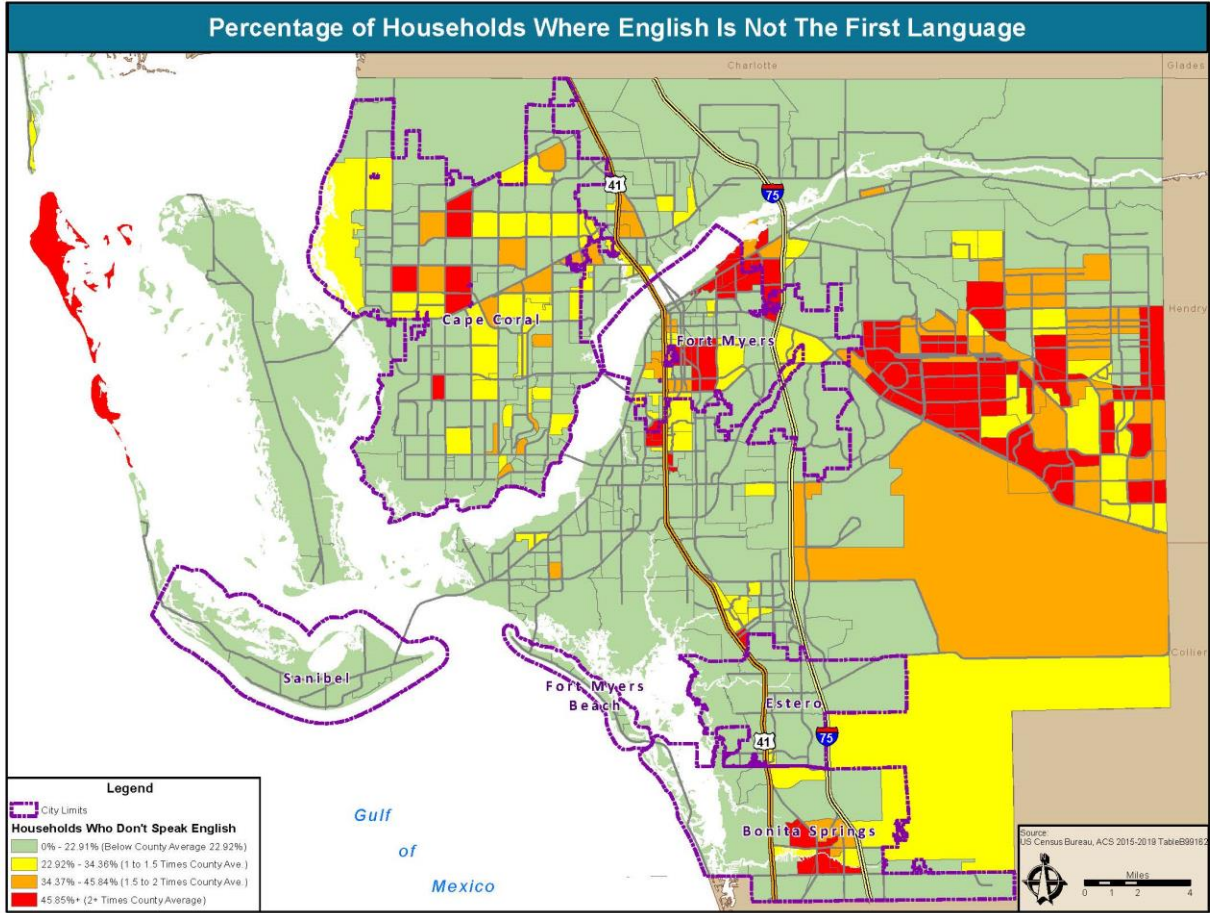 Percentage of Households Where English Is Not The First Language
Charlotte
Glades
41
75
Hendry
Cape Coral
Fort Myers
Collier
Sanibel
Fort Myers
Beach
Estero
41
75
Bonita Springs
Gulf
of
Mexico
Legend
City Limits
Households Who Don't Speak English
0% - 22.91% (Below County Average 22.92%)
22.92% - 34.36% (1 to 1.5 Times County Ave.)
34.37% - 45.84% (1.5 to 2 Times County Ave.)
45.85%+ (2+ Times County Average)
Source:
US Census Bureau, ACS 2015-2019 TableB99162
Miles
0 1 2 4